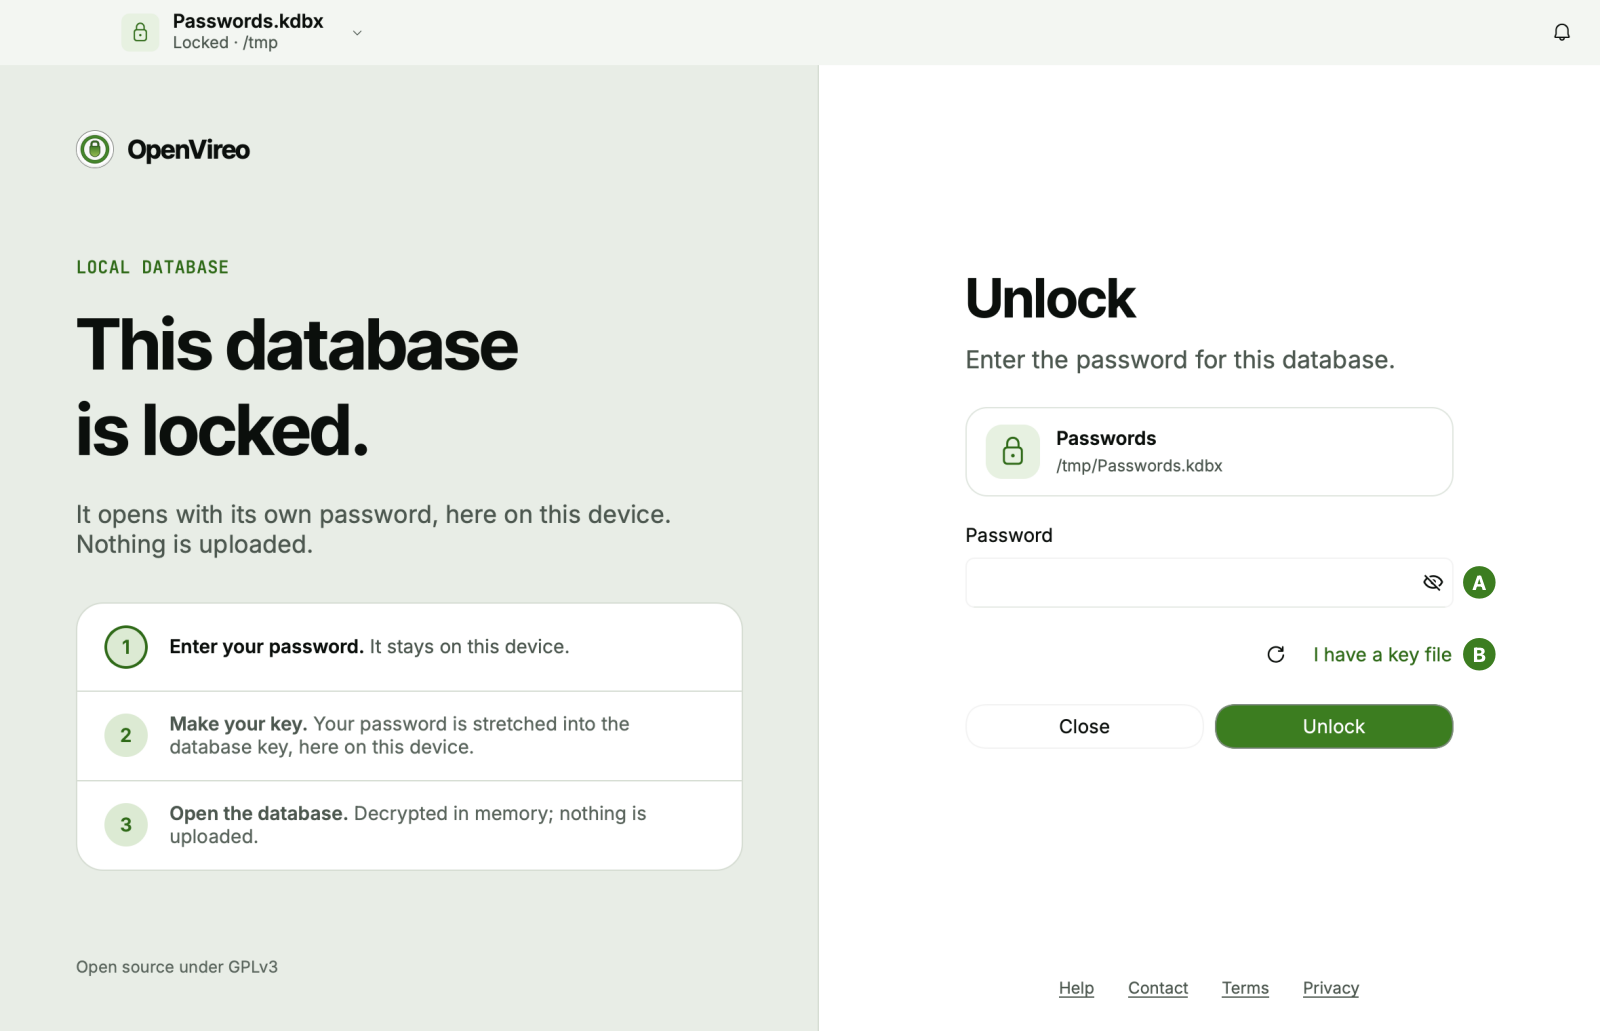 Passwords.kdbx
Locked · /tmp
OpenVireo
LOCAL DATABASE
This database
is locked.
It opens with its own password, here on this device.
Nothing is uploaded.
1
Enter your password. It stays on this device.
2
Make your key. Your password is stretched into the
database key, here on this device.
3
Open the database. Decrypted in memory; nothing is
uploaded.
Open source under GPLv3
Unlock
Enter the password for this database.
Passwords
/tmp/Passwords.kdbx
Password
A
I have a key file
B
Close
Unlock
Help
Contact
Terms
Privacy